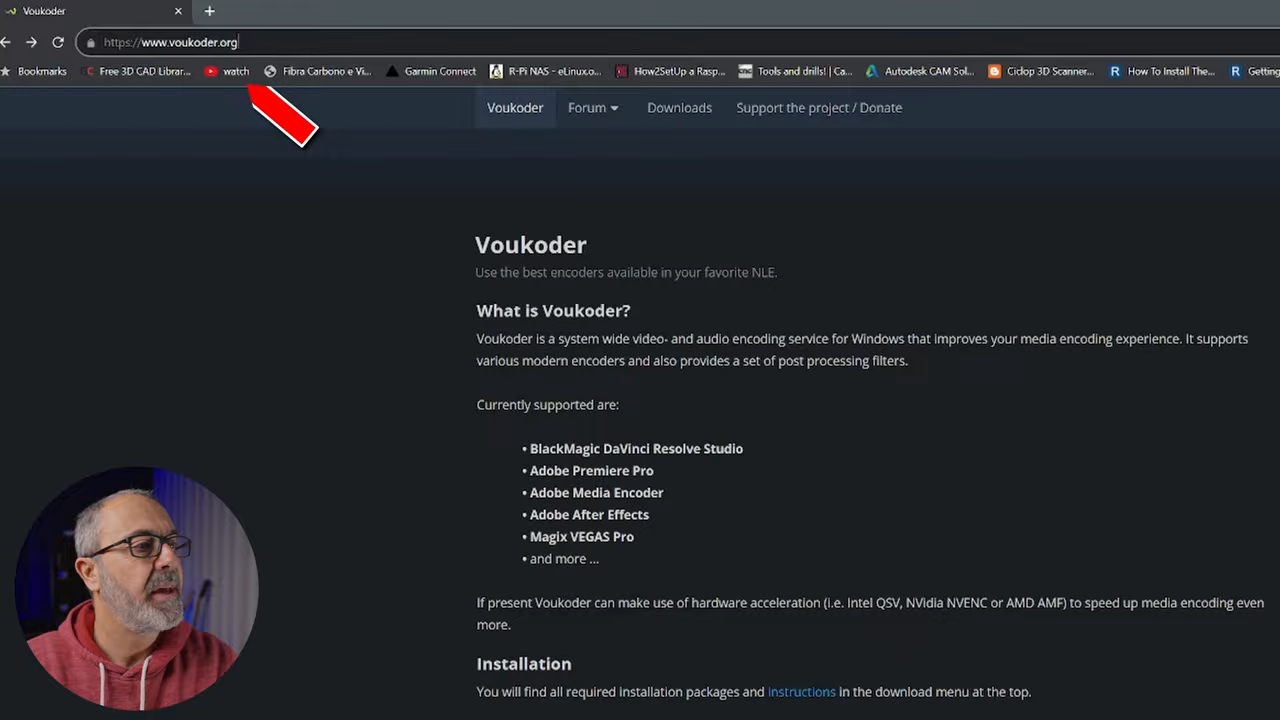 Voukoder
https://www.voukoder.org
Bookmarks
Free 3D CAD Librar...
watch
Fibra Carbono e Vi...
Garmin Connect
R-Pi NAS - eLinux.o...
How2SetUp a Rasp...
Tools and drills! | Ca...
Autodesk CAM Sol...
Ciclop 3D Scanner...
R How To Install The...
R Getting
Voukoder
Forum
Downloads
Support the project / Donate
Voukoder
Use the best encoders available in your favorite NLE.
What is Voukoder?
Voukoder is a system wide video- and audio encoding service for Windows that improves your media encoding experience. It supports
various modern encoders and also provides a set of post processing filters.
Currently supported are:
• BlackMagic DaVinci Resolve Studio
• Adobe Premiere Pro
• Adobe Media Encoder
• Adobe After Effects
• Magix VEGAS Pro
• and more ...
If present Voukoder can make use of hardware acceleration (i.e. Intel QSV, NVidia NVENC or AMD AMF) to speed up media encoding even
more.
Installation
You will find all required installation packages and instructions in the download menu at the top.